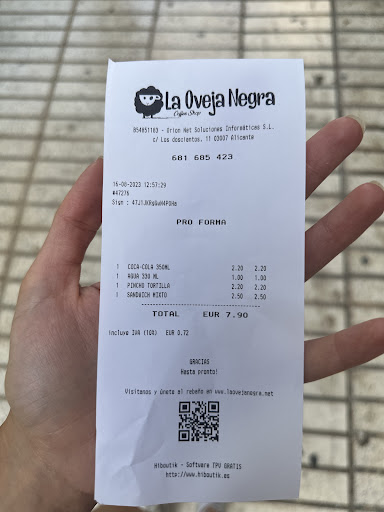 La Oveja Negra
Coffee Shop
B54851103 - Orion Net Soluciones Informáticas S.L.
c/ Los doscientos, 11 03007 Alicante
681 685 423
16-08-2023 12:57:29
#47276
Sign :
PRO FORMA
1 COCA-COLA 350ML 2.20 2.20
1 AGUA 330 ML 1.00 1.00
1 PINCHO TORTILLA 2.20 2.20
1 SANDWICH MIXTO 2.50 2.50
TOTAL EUR 7.90
Incluye IVA (10%) EUR 0.72
GRACIAS
Hasta pronto!
Visítanos y únete al rebaño en www.laovejanegra.net
Hiboutik - Software TPV GRATIS
http://www.hiboutik.es